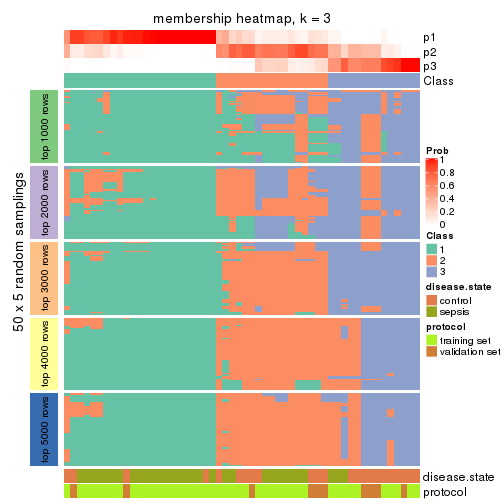 membership heatmap, k = 3
p1
p2
p3
Class
50 x 5 random samplings
top 1000 rows
top 2000 rows
top 3000 rows
top 4000 rows
top 5000 rows
Prob
1
0.8
0.6
0.4
0.2
0
Class
1
2
3
disease.state
control
sepsis
protocol
training set
validation set
disease.state
protocol